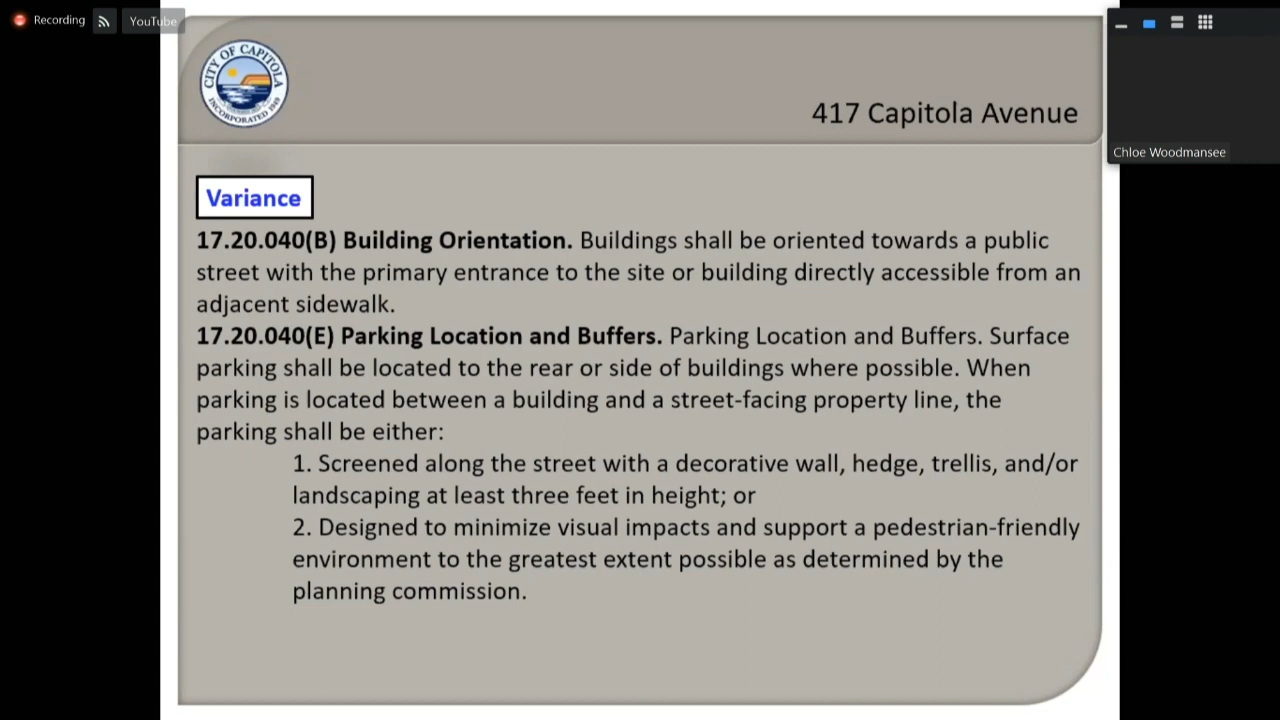 Recording
YouTube
CITY OF CAPITOLA
INCORPORATED 1949
417 Capitola Avenue
Chloe Woodmansee
Variance
17.20.040(B) Building Orientation. Buildings shall be oriented towards a public
street with the primary entrance to the site or building directly accessible from an
adjacent sidewalk.
17.20.040(E) Parking Location and Buffers. Parking Location and Buffers. Surface
parking shall be located to the rear or side of buildings where possible. When
parking is located between a building and a street-facing property line, the
parking shall be either:
1. Screened along the street with a decorative wall, hedge, trellis, and/or
landscaping at least three feet in height; or
2. Designed to minimize visual impacts and support a pedestrian-friendly
environment to the greatest extent possible as determined by the
planning commission.